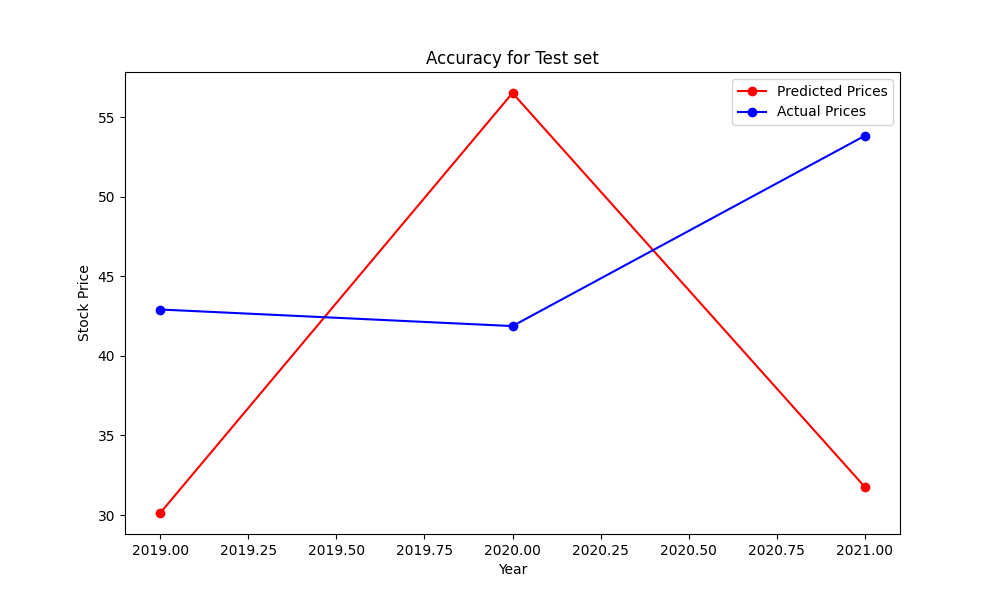 Accuracy for Test set
Predicted Prices
Actual Prices
Stock Price
55
50
45
40
35
30
2019.00 2019.25 2019.50 2019.75 2020.00 2020.25 2020.50 2020.75 2021.00
Year